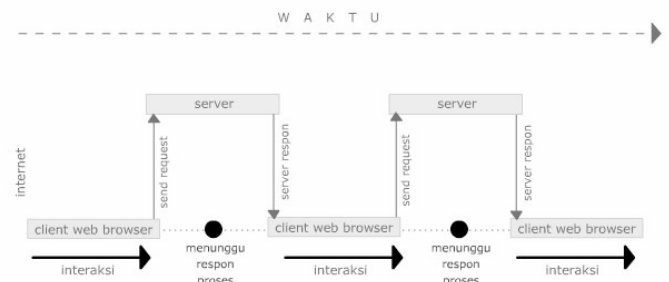 W A K T U
server
server
internet
send request
server respon
send request
server respon
client web browser
client web browser
client web browser
menunggu
respon
proses
menunggu
respon
proses
interaksi
interaksi
interaksi